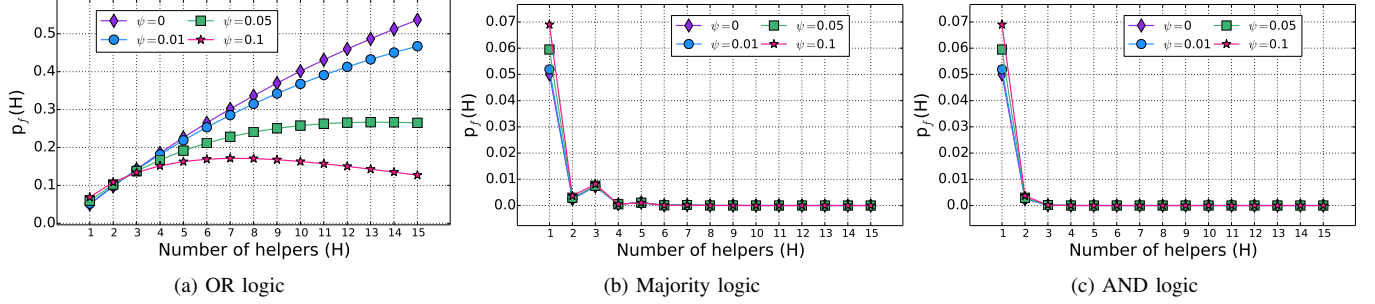 p_f(H)
0.5
0.4
0.3
0.2
0.1
0.0
ψ=0
ψ=0.01
ψ=0.05
ψ=0.1
1 2 3 4 5 6 7 8 9 10 11 12 13 14 15
Number of helpers (H)
(a) OR logic
p_f(H)
0.07
0.06
0.05
0.04
0.03
0.02
0.01
0.0
ψ=0
ψ=0.01
ψ=0.05
ψ=0.1
1 2 3 4 5 6 7 8 9 10 11 12 13 14 15
Number of helpers (H)
(b) Majority logic
p_f(H)
0.07
0.06
0.05
0.04
0.03
0.02
0.01
0.0
ψ=0
ψ=0.01
ψ=0.05
ψ=0.1
1 2 3 4 5 6 7 8 9 10 11 12 13 14 15
Number of helpers (H)
(c) AND logic